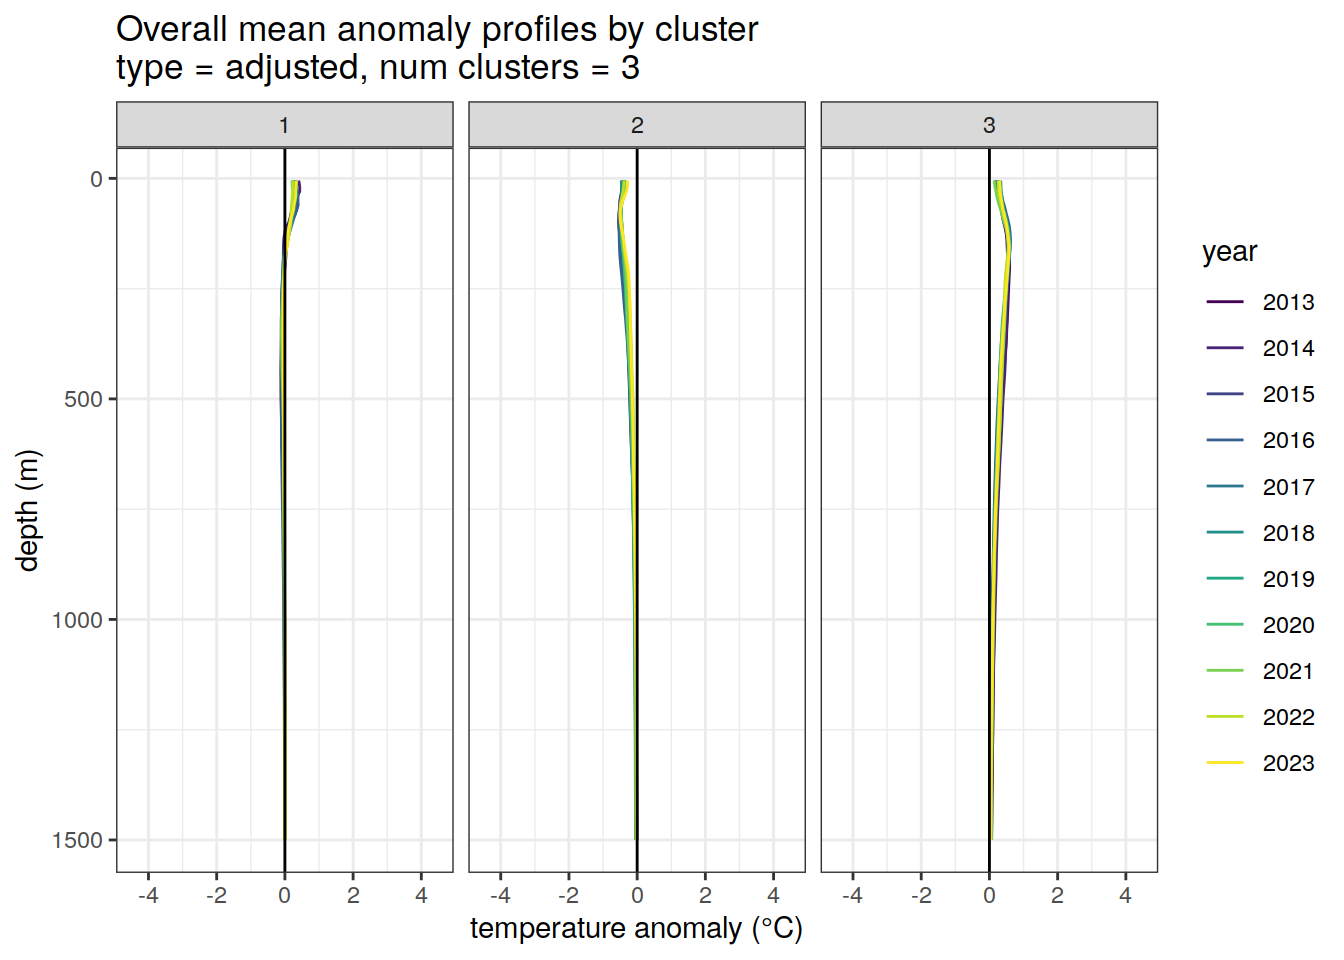 Overall mean anomaly profiles by cluster
type = adjusted, num clusters = 3
1
2
3
0
500
1000
1500
depth (m)
-4 -2 0 2 4
-4 -2 0 2 4
-4 -2 0 2 4
temperature anomaly (°C)
year
2013
2014
2015
2016
2017
2018
2019
2020
2021
2022
2023